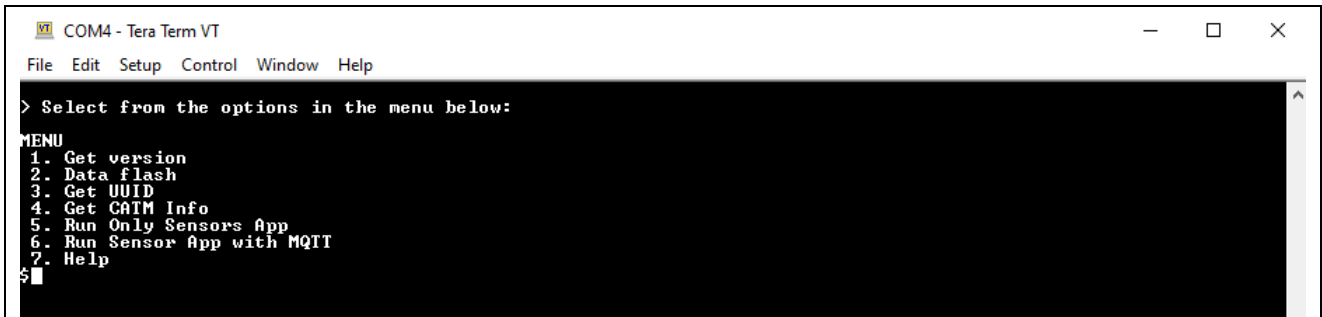 VT COM4 - Tera Term VT
File Edit Setup Control Window Help
> Select from the options in the menu below:
MENU
1. Get version
2. Data flash
3. Get UUID
4. Get CATM Info
5. Run Only Sensors App
6. Run Sensor App with MQTT
7. Help
$